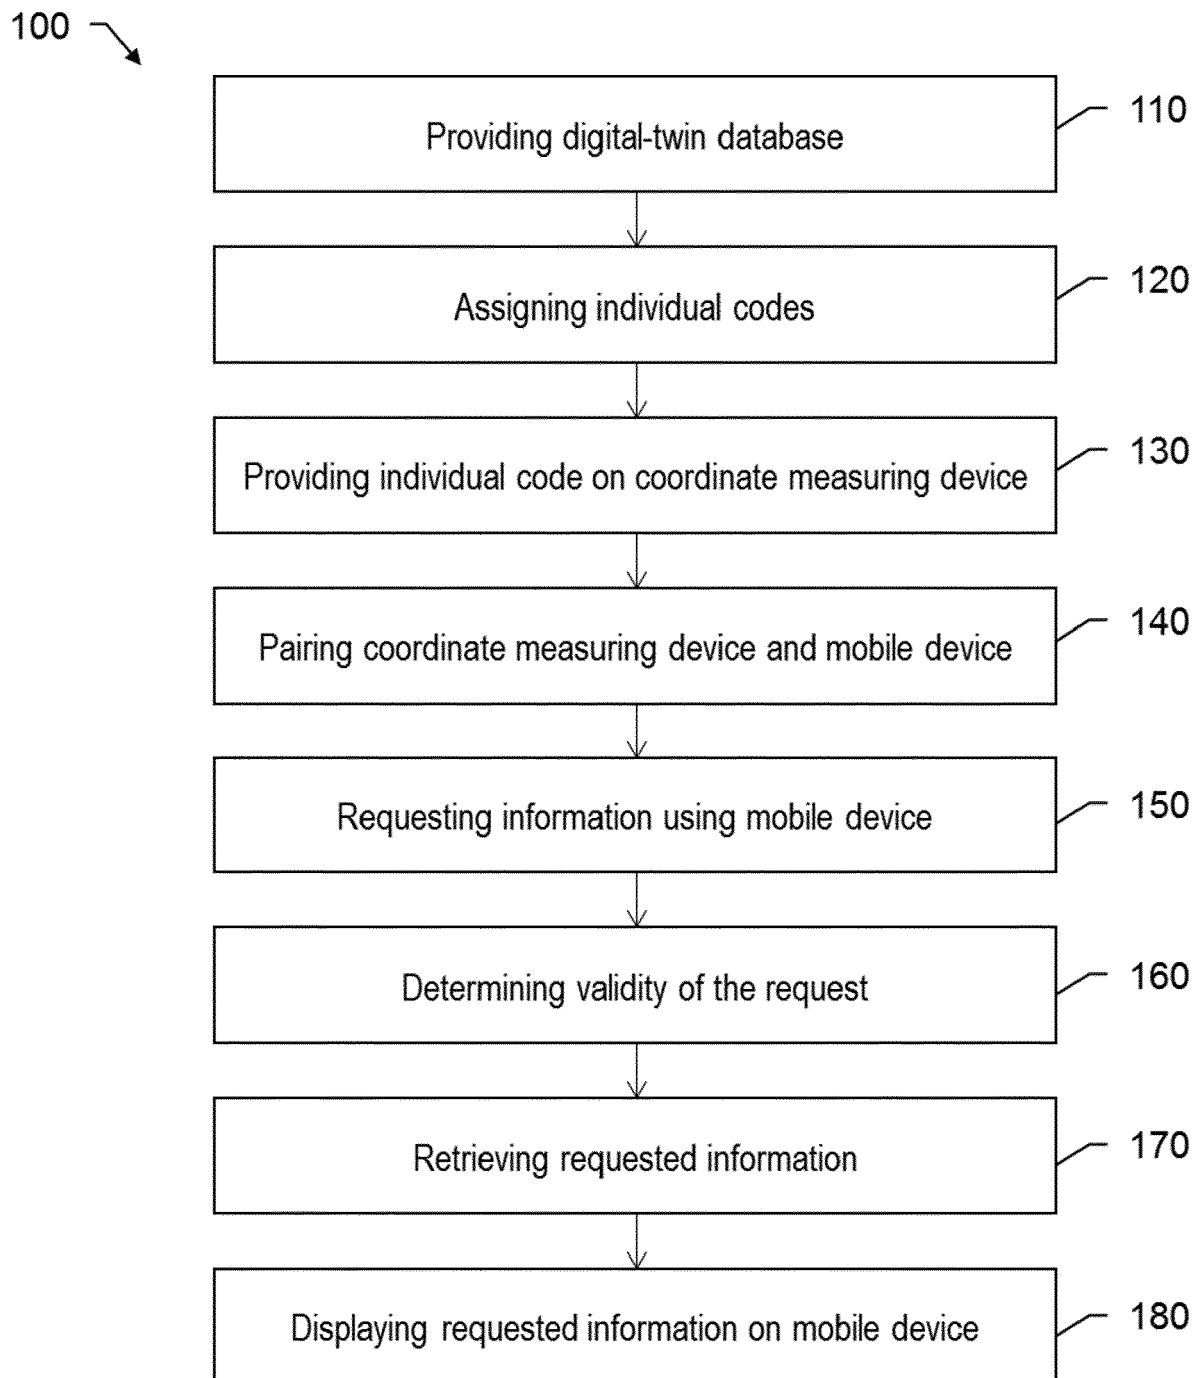 100
Providing digital-twin database
110
Assigning individual codes
120
Providing individual code on coordinate measuring device
130
Pairing coordinate measuring device and mobile device
140
Requesting information using mobile device
150
Determining validity of the request
160
Retrieving requested information
170
Displaying requested information on mobile device
180